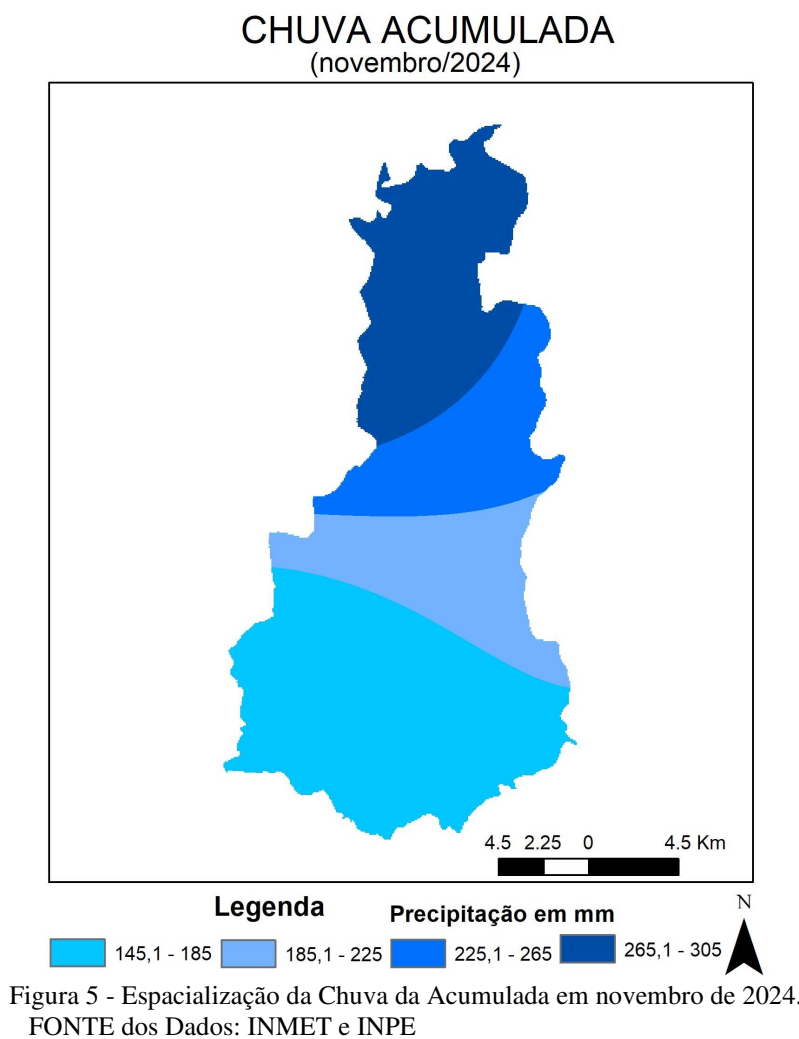 CHUVA ACUMULADA
(novembro/2024)
4.5 2.25 0 4.5 Km
Legenda
Precipitação em mm
N
145,1 - 185
185,1 - 225
225,1 - 265
265,1 - 305
Figura 5 - Espacialização da Chuva da Acumulada em novembro de 2024.
FONTE dos Dados: INMET e INPE